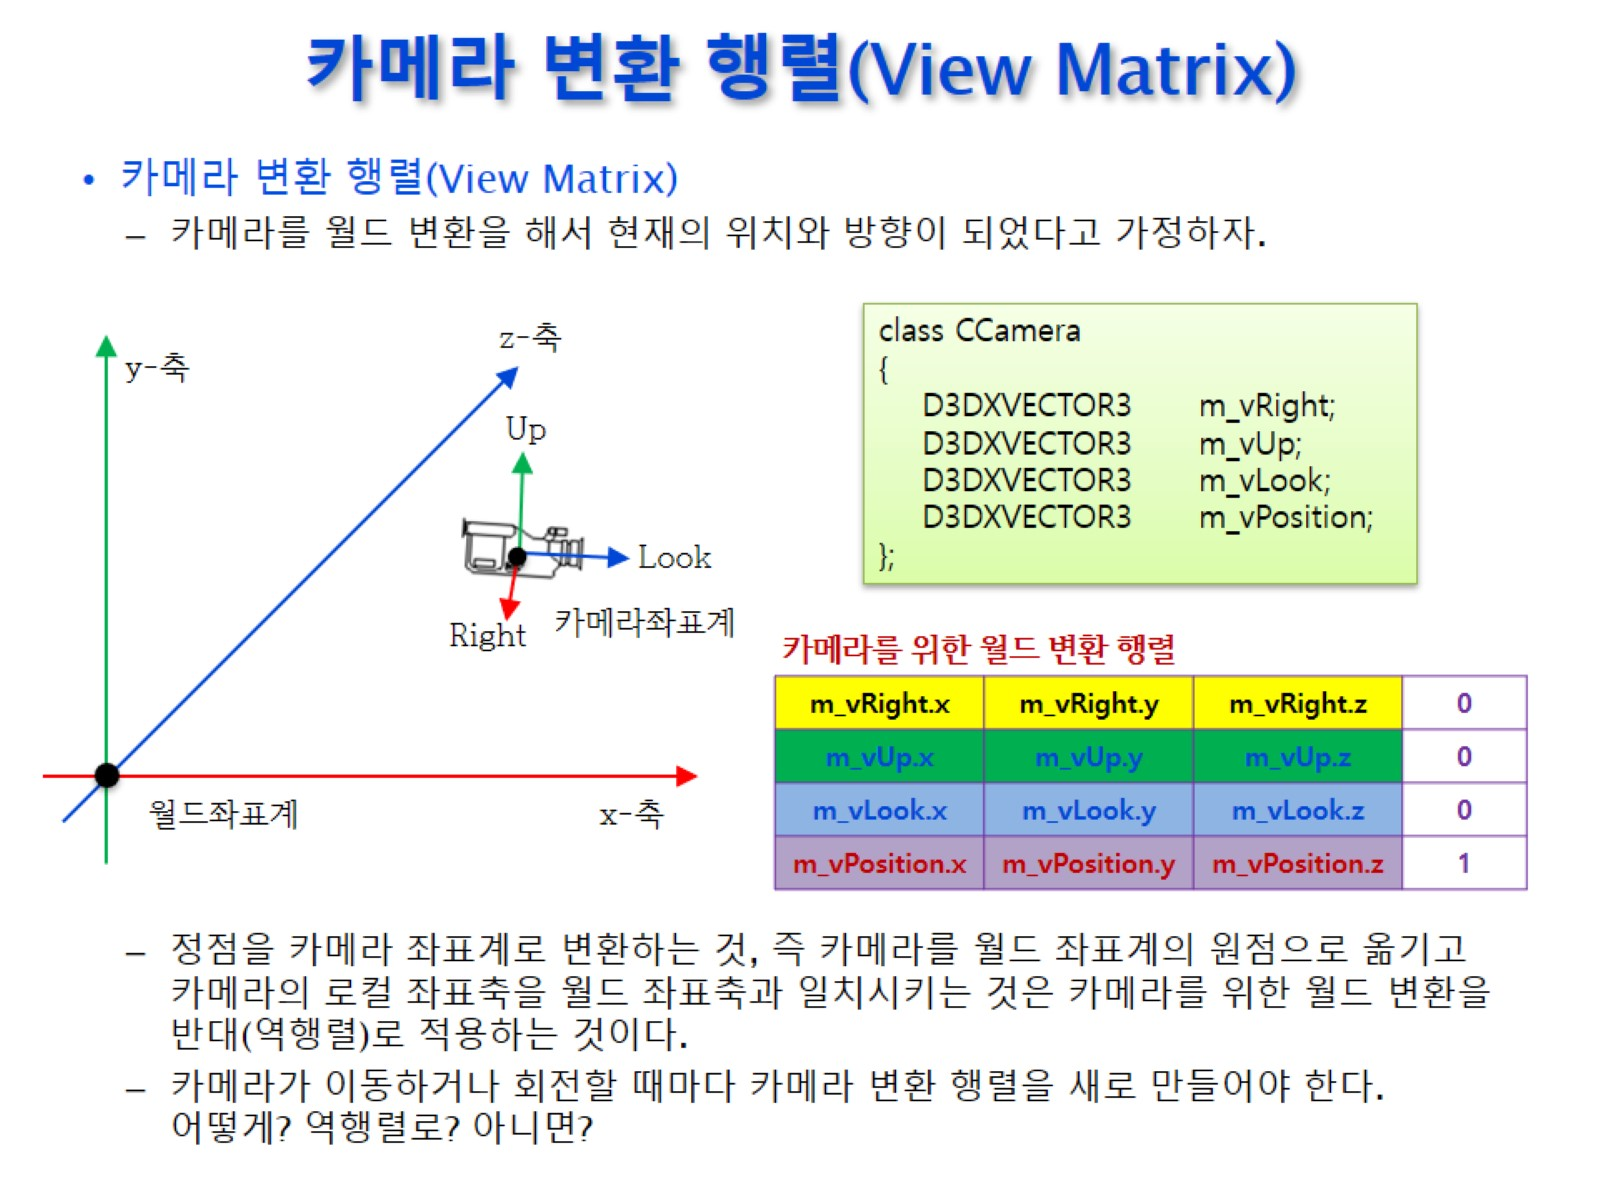 카메라 변환 행렬(View Matrix)
• 카메라 변환 행렬(View Matrix)
– 카메라를 월드 변환을 해서 현재의 위치와 방향이 되었다고 가정하자.
y-축
z-축
Up
Look
Right
카메라좌표계
월드좌표계
x-축
class CCamera
{
D3DXVECTOR3 m_vRight;
D3DXVECTOR3 m_vUp;
D3DXVECTOR3 m_vLook;
D3DXVECTOR3 m_vPosition;
};
카메라를 위한 월드 변환 행렬
m_vRight.x m_vRight.y m_vRight.z 0
m_vUp.x m_vUp.y m_vUp.z 0
m_vLook.x m_vLook.y m_vLook.z 0
m_vPosition.x m_vPosition.y m_vPosition.z 1
– 정점을 카메라 좌표계로 변환하는 것, 즉 카메라를 월드 좌표계의 원점으로 옮기고
카메라의 로컬 좌표축을 월드 좌표축과 일치시키는 것은 카메라를 위한 월드 변환을
반대(역행렬)로 적용하는 것이다.
– 카메라가 이동하거나 회전할 때마다 카메라 변환 행렬을 새로 만들어야 한다.
어떻게? 역행렬로? 아니면?